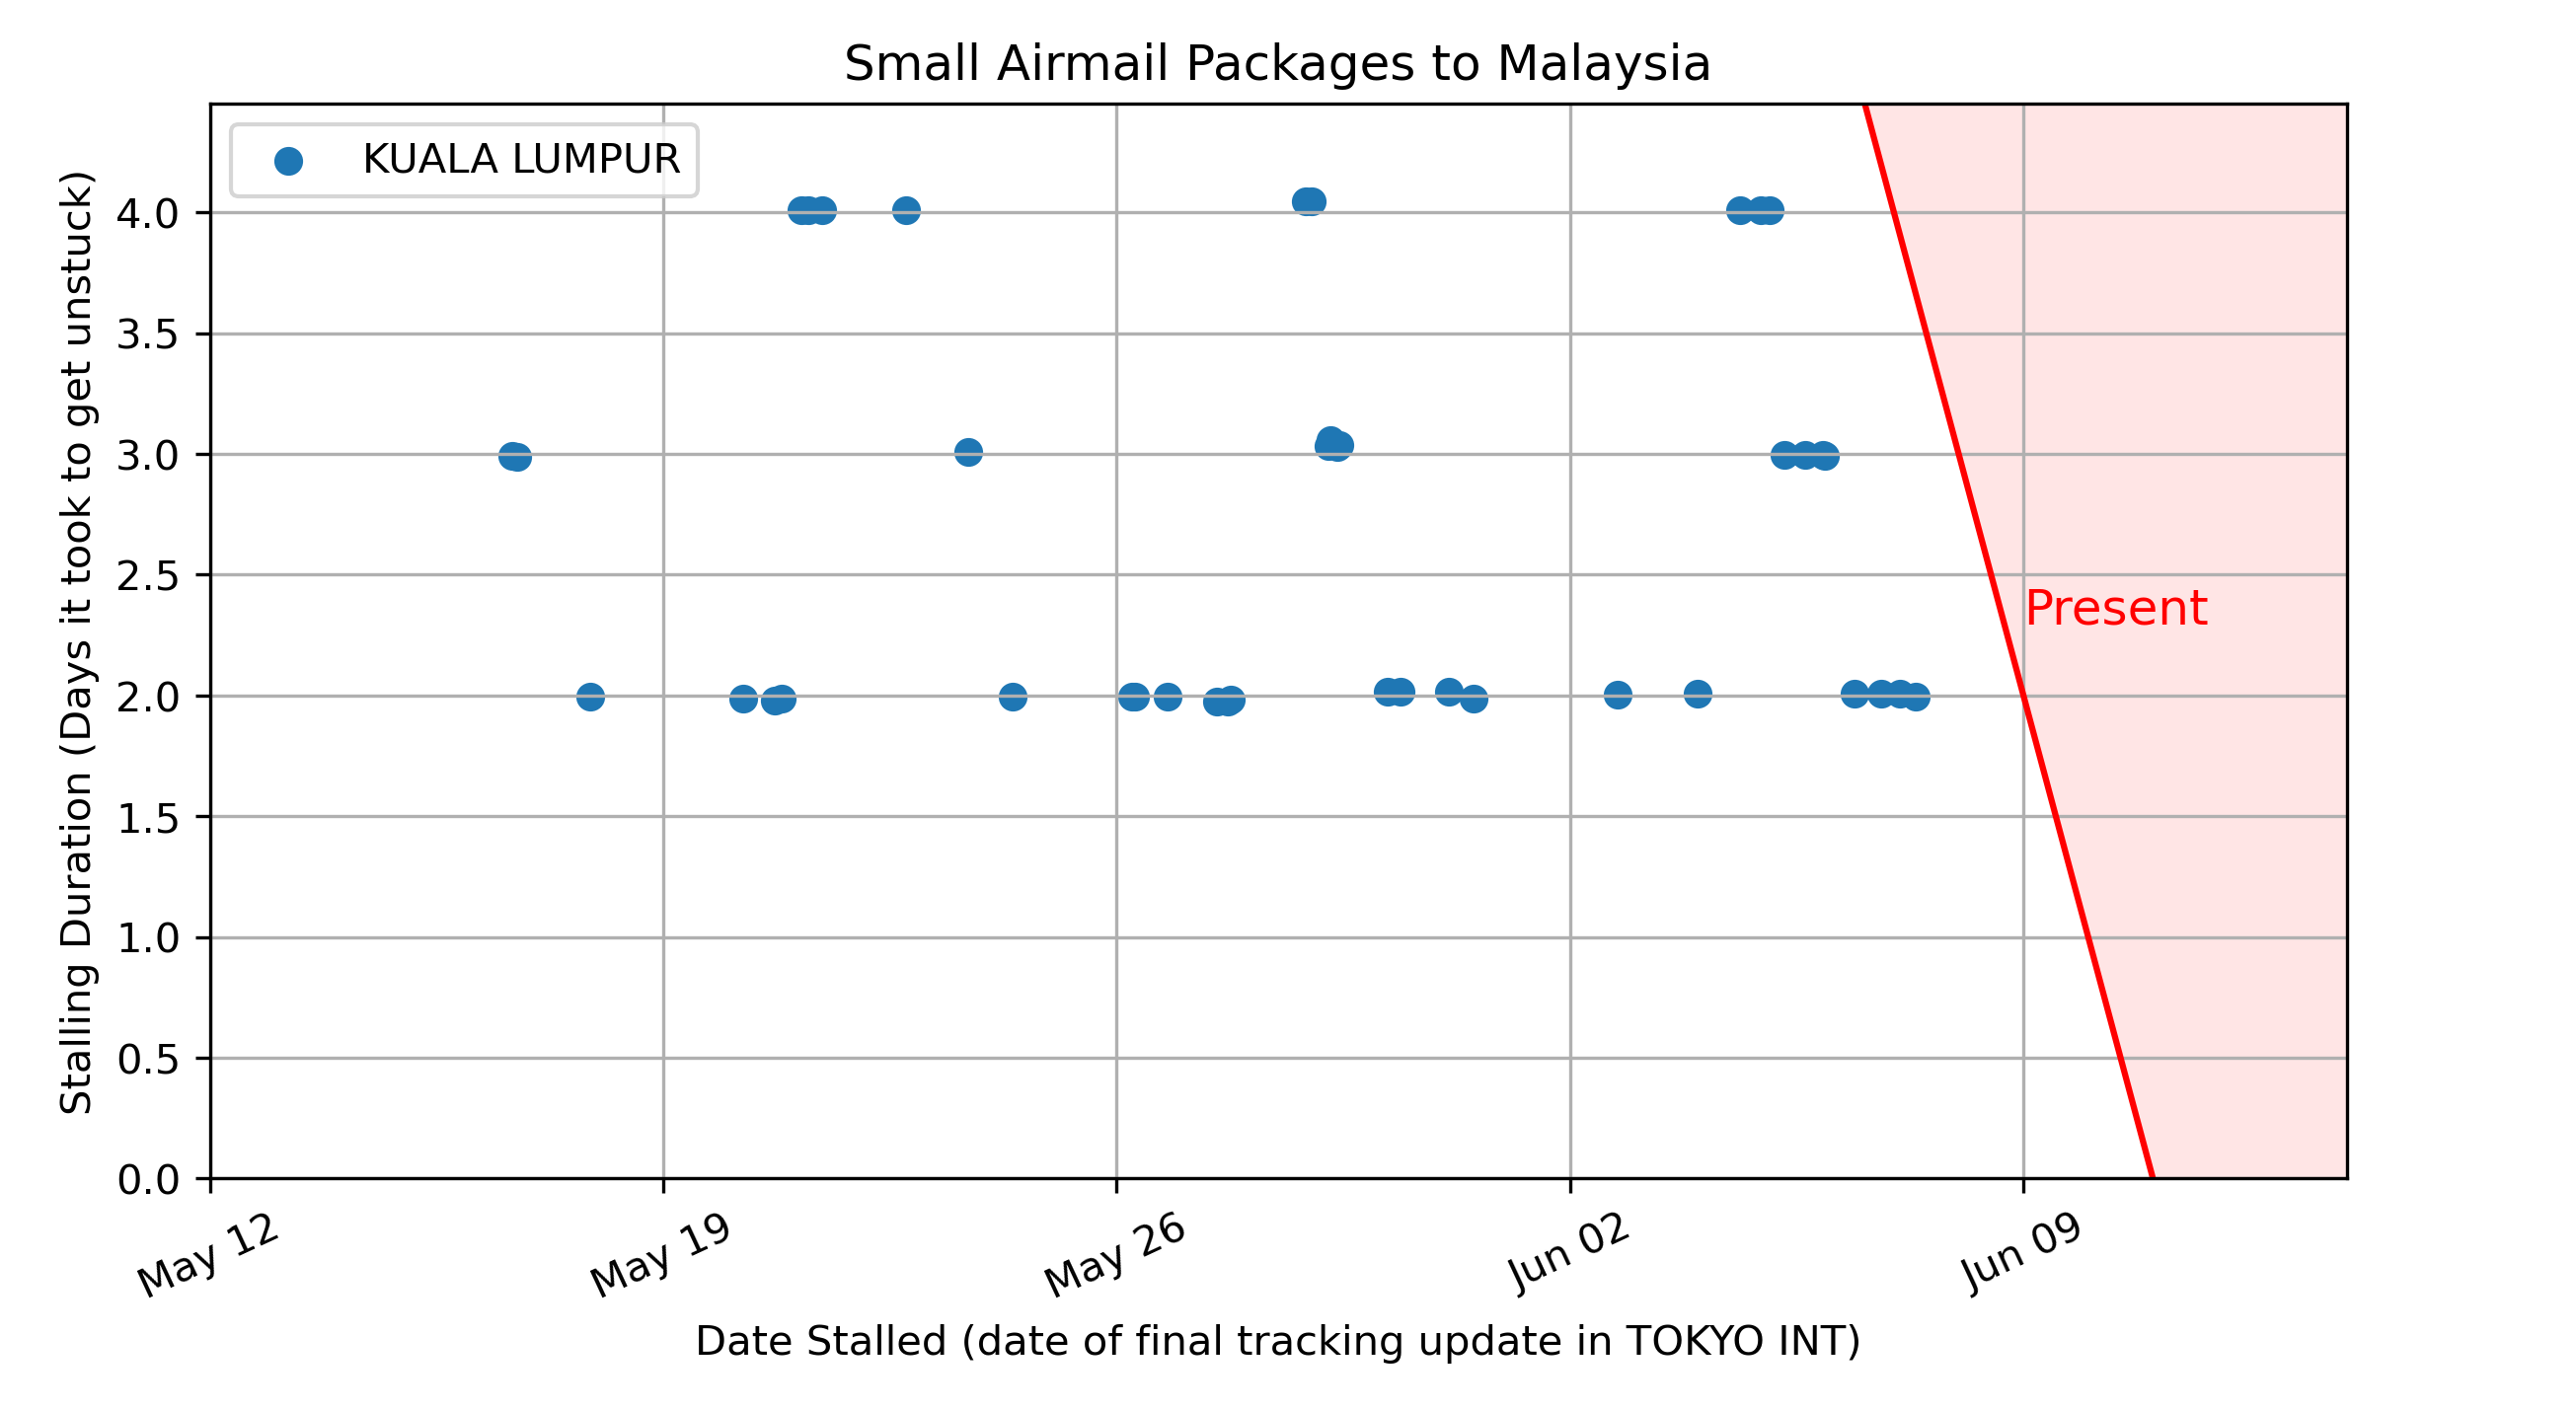 Small Airmail Packages to Malaysia
KUALA LUMPUR
Stalling Duration (Days it took to get unstuck)
4.0
3.5
3.0
2.5
2.0
1.5
1.0
0.5
0.0
Present
May 12
May 19
May 26
Jun 02
Jun 09
Date Stalled (date of final tracking update in TOKYO INT)